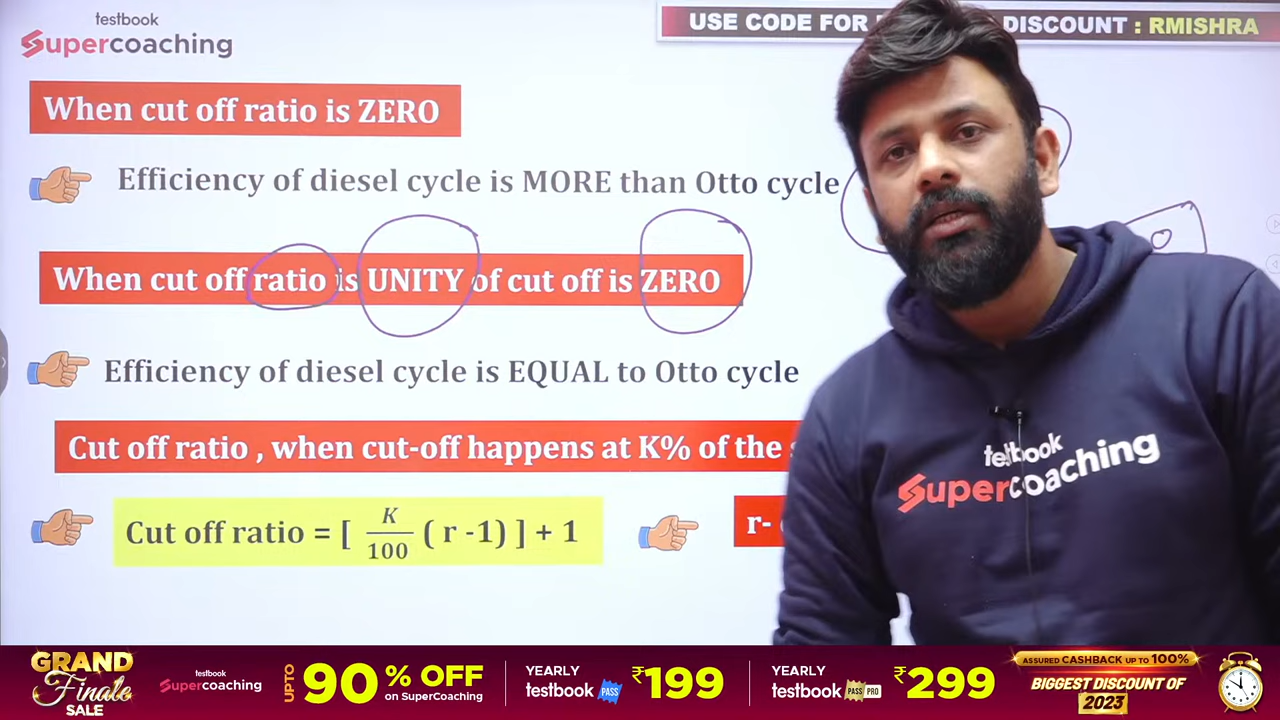 testbook
Supercoaching
USE CODE FOR DISCOUNT : RMISHRA
When cut off ratio is ZERO
Efficiency of diesel cycle is MORE than Otto cycle
When cut off ratio is UNITY of cut off is ZERO
Efficiency of diesel cycle is EQUAL to Otto cycle
Cut off ratio , when cut-off happens at K% of the
Cut off ratio = [ K/100 ( r -1) ] + 1
r-
testbook
Supercoaching
GRAND
Finale
SALE
testbook
Supercoaching
UPTO 90% OFF
on SuperCoaching
YEARLY
testbook PASS
₹199
YEARLY
testbook PASS PRO
₹299
ASSURED CASHBACK UP TO 100%
BIGGEST DISCOUNT OF
2023